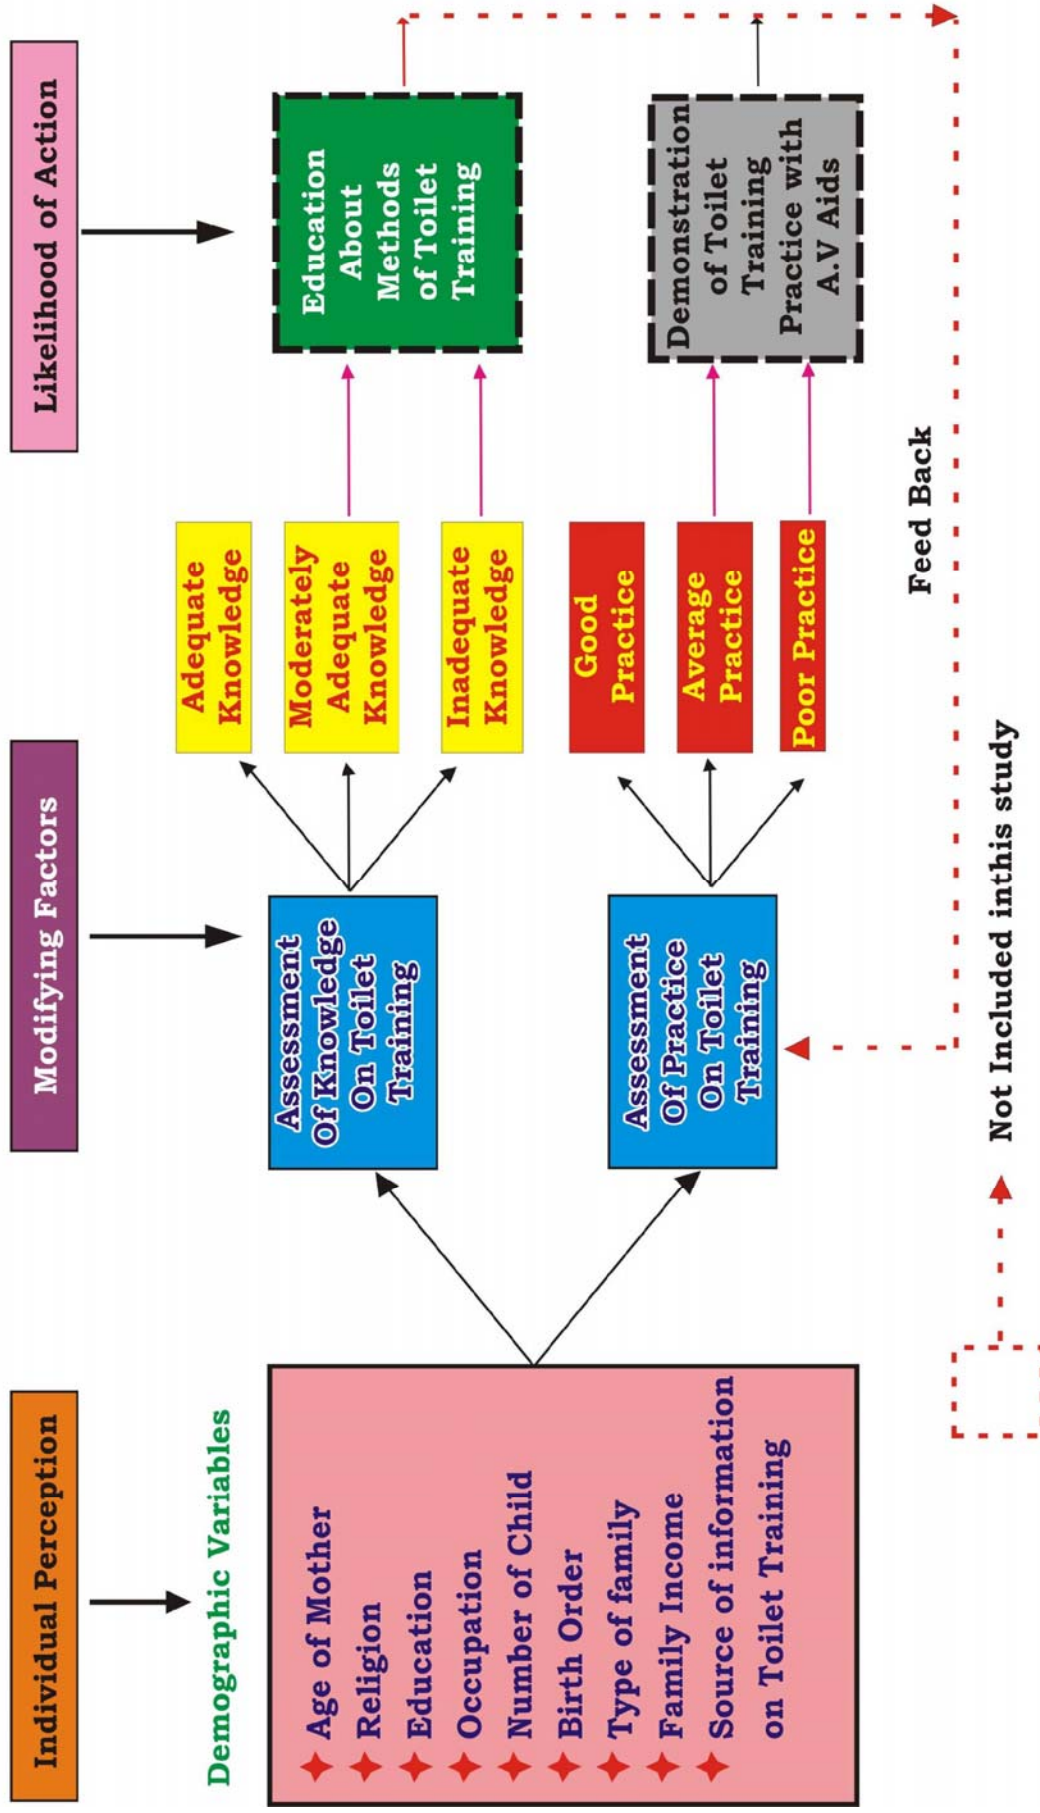 Individual Perception
Modifying Factors
Likelihood of Action
Demographic Variables
Age of Mother
Religion
Education
Occupation
Number of Child
Birth Order
Type of family
Family Income
Source of information
on Toilet Training
Assessment
Of Knowledge
On Toilet
Training
Assessment
Of Practice
On Toilet
Training
Adequate
Knowledge
Moderately
Adequate
Knowledge
Inadequate
Knowledge
Good
Practice
Average
Practice
Poor Practice
Education
About
Methods
of Toilet
Training
Demonstration
of Toilet
Training
Practice with
A.V Aids
Feed Back
Not Included inthis study